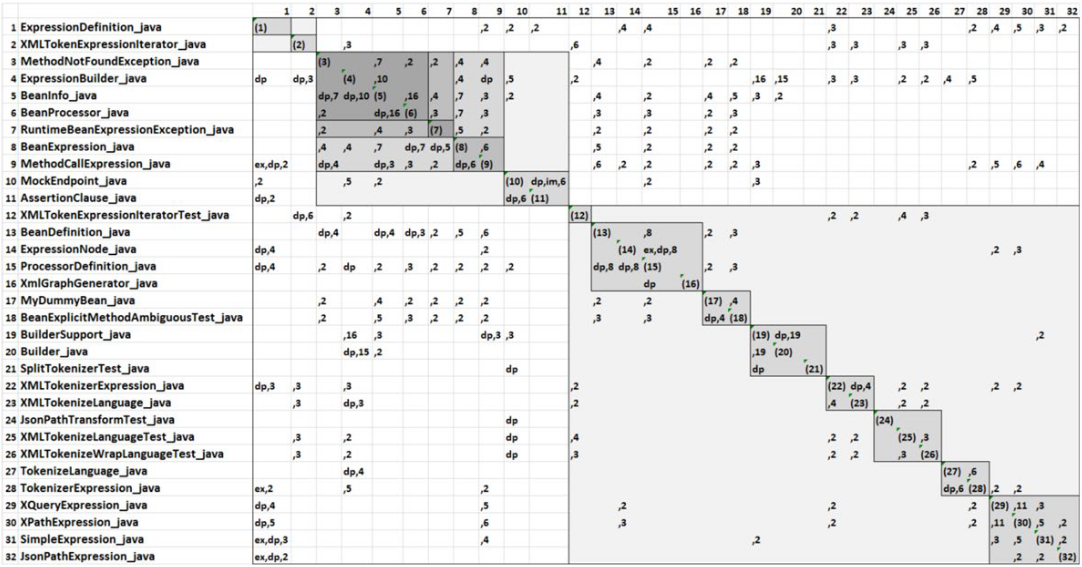 1 2 3 4 5 6 7 8 9 10 11 12 13 14 15 16 17 18 19 20 21 22 23 24 25 26 27 28 29 30 31 32
1 ExpressionDefinition_java (1) ,2 ,2 ,2 ,4 ,4 ,3 ,2 ,4 ,5 ,3 ,2
2 XMLTokenExpressionIterator_java (2) ,3 ,6 ,3 ,3 ,3 ,3
3 MethodNotFoundException_java (3) ,7 ,2 ,2 ,4 ,4 ,4 ,2 ,2 ,2
4 ExpressionBuilder_java dp dp,3 (4) ,10 ,4 dp ,5 ,2 ,16 ,15 ,3 ,3 ,2 ,2 ,4 ,5
5 BeanInfo_java dp,7 dp,10 (5) ,16 ,4 ,7 ,3 ,2 ,2 ,4 ,4 ,5 ,3 ,2
6 BeanProcessor_java ,2 dp,16 (6) ,3 ,7 ,3 ,3 ,3 ,2 ,3
7 RuntimeBeanExpressionException_java ,2 ,4 ,3 (7) ,5 ,2 ,2 ,2 ,2 ,2
8 BeanExpression_java ,4 ,4 ,7 dp,7 dp,5 (8) ,6 ,5 ,2 ,2 ,2
9 MethodCallExpression_java ex,dp,2 dp,4 dp,3 ,3 ,2 dp,6 (9) ,6 ,2 ,2 ,2 ,2 ,3 ,2 ,5 ,6 ,4
10 MockEndpoint_java ,2 ,5 ,2 (10) dp,im,6 ,2 ,3
11 AssertionClause_java dp,2 dp,6 (11)
12 XMLTokenExpressionIteratorTest_java dp,6 ,2 (12) ,2 ,2 ,4 ,3
13 BeanDefinition_java dp,4 dp,4 dp,3 ,2 ,5 ,6 (13) ,8 ,2 ,3
14 ExpressionNode_java dp,4 ,2 (14) ex,dp,8 ,2 ,3
15 ProcessorDefinition_java dp,4 ,2 dp ,2 ,3 ,2 ,2 ,2 ,2 dp,8 dp,8 (15) ,2 ,3
16 XmlGraphGenerator_java dp (16)
17 MyDummyBean_java ,2 ,4 ,2 ,2 ,2 ,2 ,2 ,2 (17) ,4
18 BeanExplicitMethodAmbiguousTest_java ,2 ,5 ,3 ,2 ,2 ,2 ,3 ,3 dp,4 (18)
19 BuilderSupport_java ,16 ,3 dp,3 ,3 (19) dp,19 ,2
20 Builder_java dp,15 ,2 ,19 (20)
21 SplitTokenizerTest_java dp dp (21)
22 XMLTokenizerExpression_java dp,3 ,3 ,3 ,2 (22) dp,4 ,2 ,2 ,2 ,2
23 XMLTokenizeLanguage_java ,3 dp,3 ,2 ,4 (23) ,2 ,2
24 JsonPathTransformTest_java dp (24)
25 XMLTokenizeLanguageTest_java ,3 ,2 dp ,4 ,2 ,2 (25) ,3
26 XMLTokenizeWrapLanguageTest_java ,3 ,2 dp ,3 ,2 ,2 ,3 (26)
27 TokenizeLanguage_java dp,4 (27) ,6
28 TokenizerExpression_java ex,2 ,5 ,2 dp,6 (28) ,2 ,2
29 XQueryExpression_java dp,4 ,5 ,2 ,2 ,2 (29) ,11 ,3
30 XPathExpression_java dp,5 ,6 ,3 ,2 ,2 ,11 (30) ,5 ,2
31 SimpleExpression_java ex,dp,3 ,4 ,2 ,3 ,5 (31) ,2
32 JsonPathExpression_java ex,dp,2 ,2 ,2 (32)